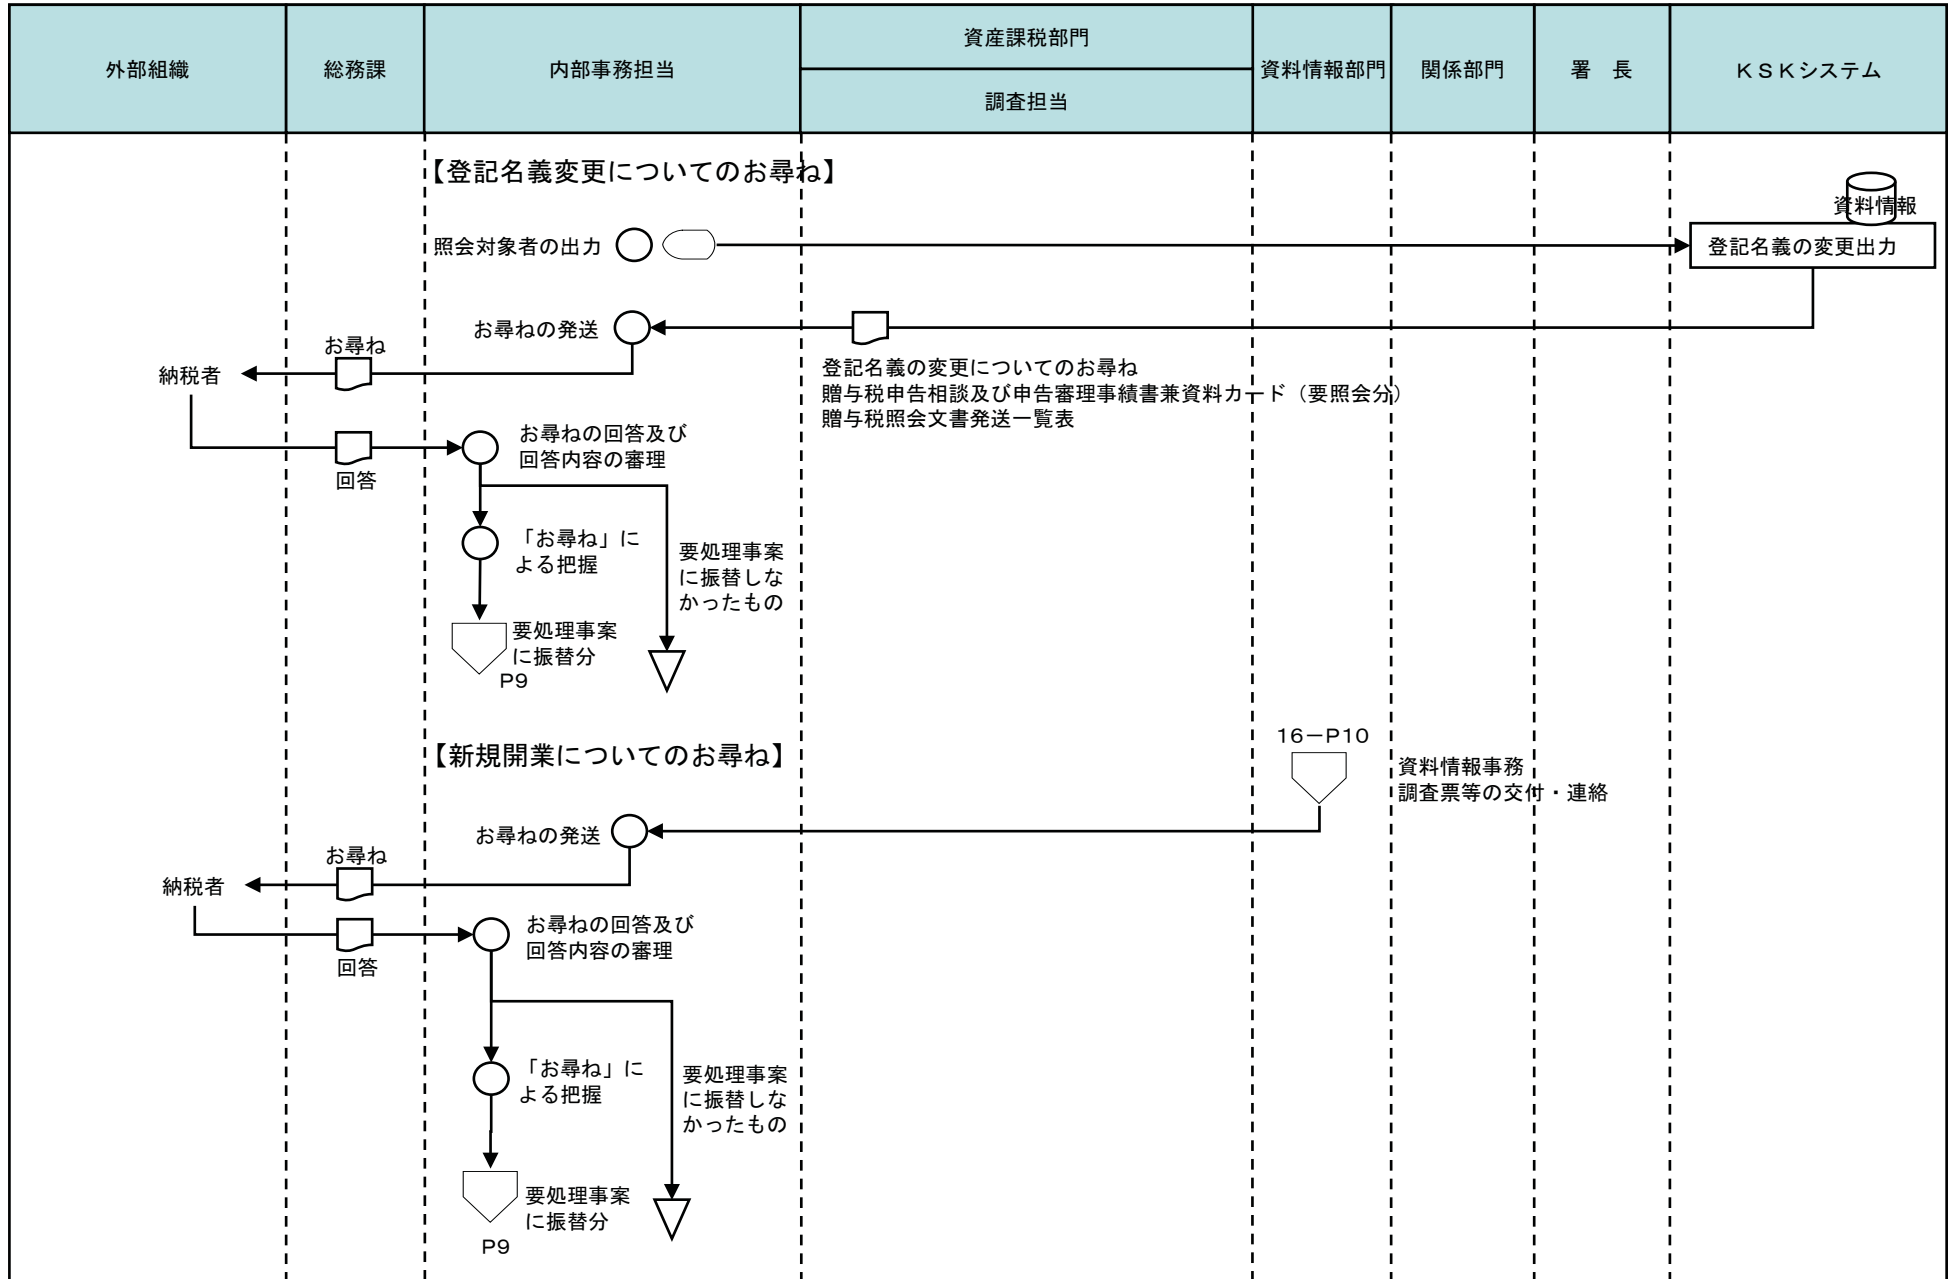 外部組織
総務課
内部事務担当
資産課税部門
調査担当
資料情報部門
関係部門
署　長
ＫＳＫシステム
【登記名義変更についてのお尋ね】
資料情報
照会対象者の出力
登記名義の変更出力
お尋ねの発送
お尋ね
納税者
登記名義の変更についてのお尋ね
贈与税申告相談及び申告審理事績書兼資料カード（要照会分）
贈与税照会文書発送一覧表
回答
お尋ねの回答及び
回答内容の審理
「お尋ね」に
よる把握
要処理事案
に振替しな
かったもの
要処理事案
に振替分
P9
【新規開業についてのお尋ね】
16－P10
資料情報事務
調査票等の交付・連絡
お尋ねの発送
お尋ね
納税者
回答
お尋ねの回答及び
回答内容の審理
「お尋ね」に
よる把握
要処理事案
に振替しな
かったもの
要処理事案
に振替分
P9